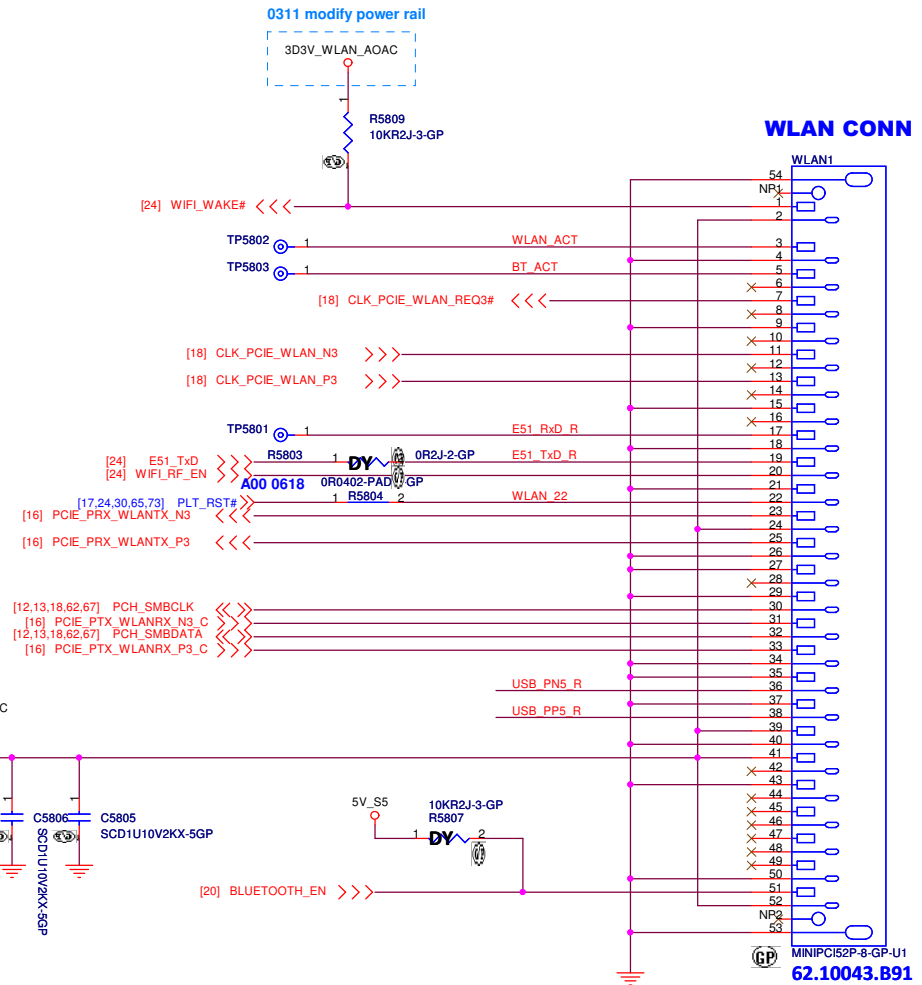 0311 modify power rail
3D3V_WLAN_AOAC
1
R5809
10KR2J-3-GP
WLAN CONN
WLAN1
54
NP1
[24] WIFI_WAKE#
1
2
TP5802 1 WLAN_ACT 3
4
TP5803 1 BT_ACT 5
6
[18] CLK_PCIE_WLAN_REQ3# 7
8
9
10
[18] CLK_PCIE_WLAN_N3 11
12
[18] CLK_PCIE_WLAN_P3 13
14
15
16
TP5801 1 E51_RxD_R 17
18
R5803 0R2J-2-GP
[24] E51_TxD 1 DY E51_TxD_R 19
[24] WIFI_RF_EN 20
A00 0618 0R0402-PAD GP 21
[17,24,30,65,73] PLT_RST# 1 R5804 2 WLAN_22 22
[16] PCIE_PRX_WLANTX_N3 23
24
[16] PCIE_PRX_WLANTX_P3 25
26
27
28
29
[12,13,18,62,67] PCH_SMBCLK 30
[16] PCIE_PTX_WLANRX_N3_C 31
[12,13,18,62,67] PCH_SMBDATA 32
[16] PCIE_PTX_WLANRX_P3_C 33
34
35
USB_PN5_R 36
37
C
USB_PP5_R 38
39
40
41
42
43
1
1
C5806
SCD1U10V2KX-5GP
C5805
SCD1U10V2KX-5GP
5V_S5
10KR2J-3-GP
R5807
1 DY 2
44
45
46
47
48
49
50
[20] BLUETOOTH_EN 51
52
NP2
53
GP
MINIPCI52P-8-GP-U1
62.10043.B91